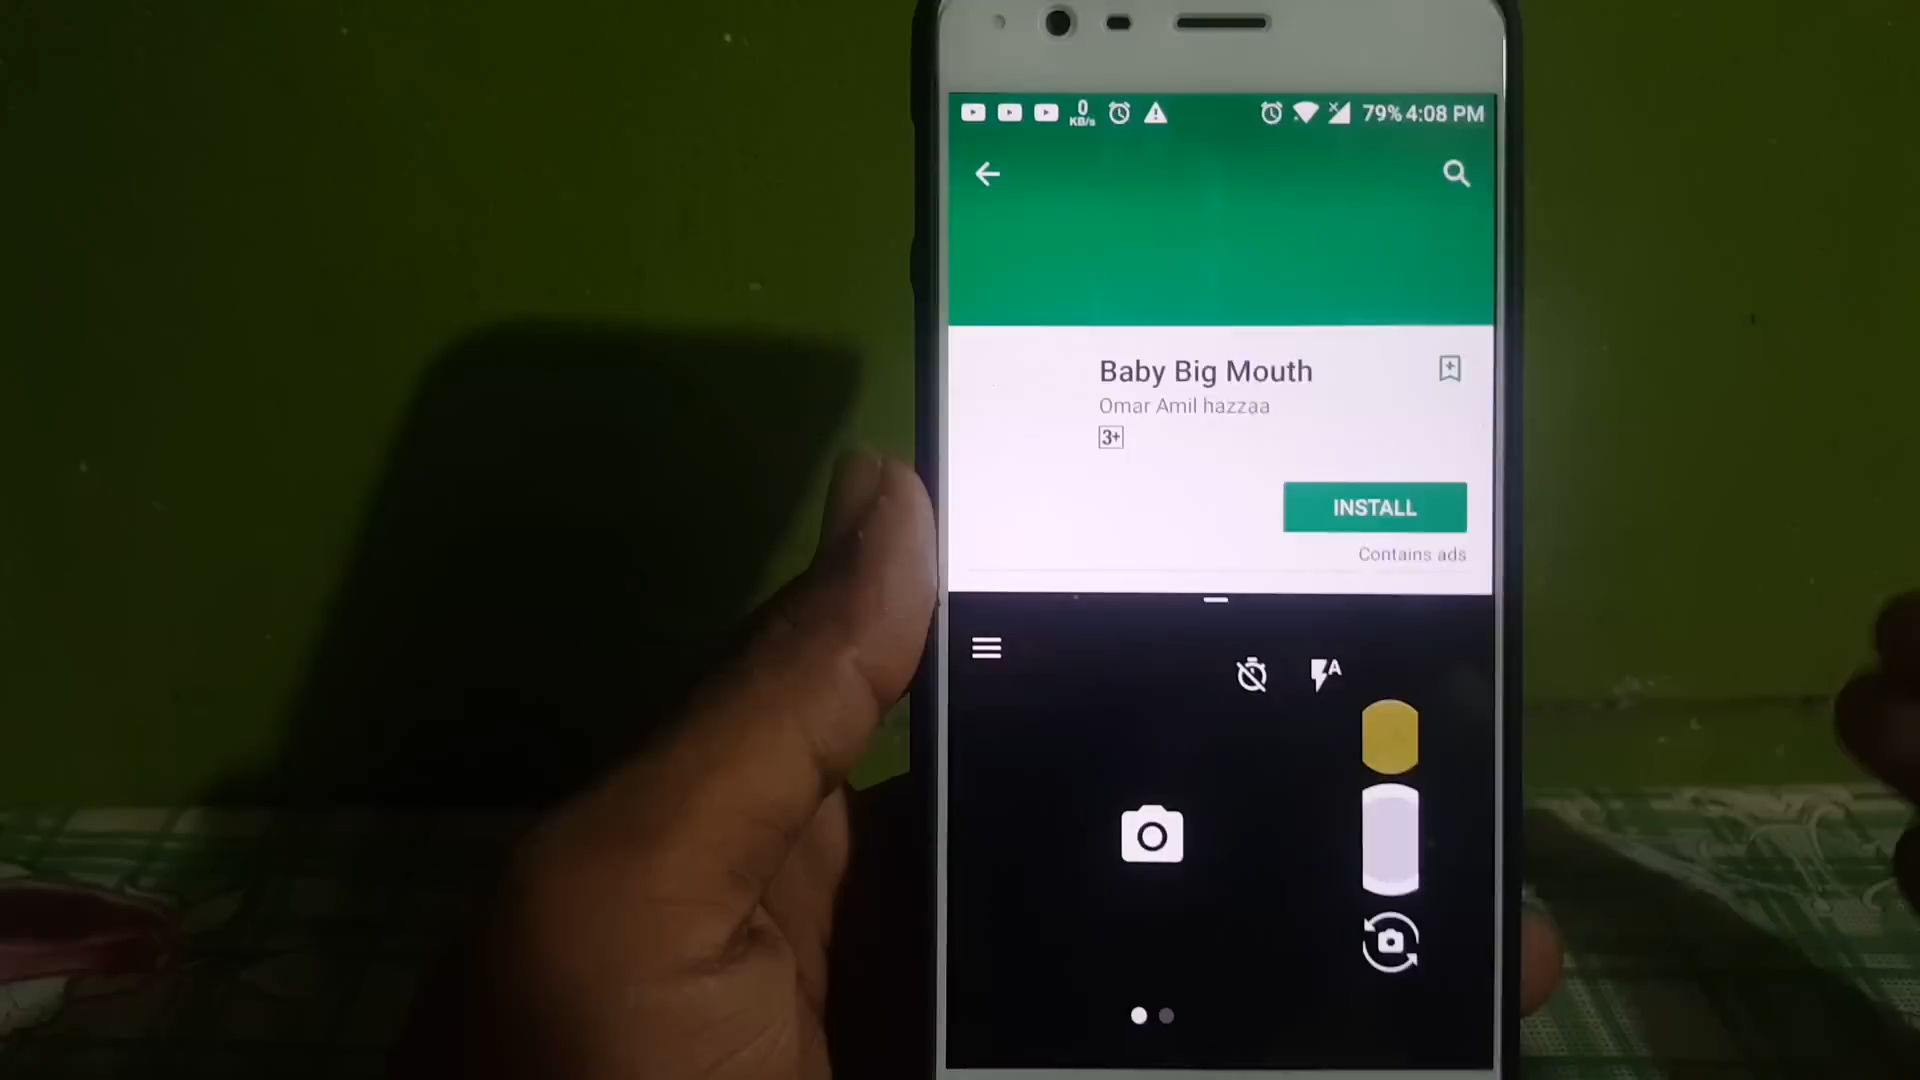 0 KB/s 79% 4:08 PM
Baby Big Mouth
Omar Amil hazzaa
3+
INSTALL
Contains ads
A